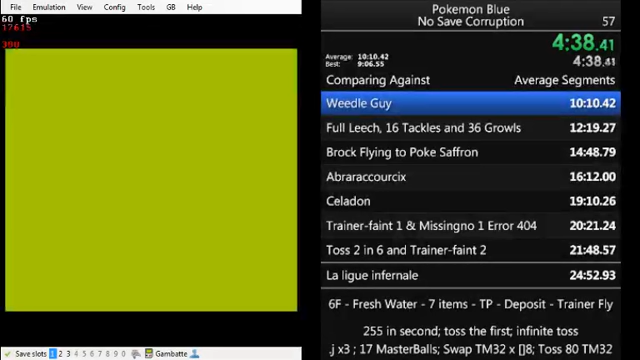 File Emulation View Config Tools GB Help
60 fps
17615
390
Save slots 1 2 3 4 5 6 7 8 9 0 Gambatte
Pokemon Blue
No Save Corruption 57
4:38.41
Average: 10:10.42
Best: 9:06.55
4:38.41
Comparing Against Average Segments
Weedle Guy 10:10.42
Full Leech, 16 Tackles and 36 Growls 12:19.27
Brock Flying to Poke Saffron 14:48.79
Abraraccourcix 16:12.00
Celadon 19:10.26
Trainer-faint 1 & Missingno 1 Error 404 20:21.24
Toss 2 in 6 and Trainer-faint 2 21:48.57
La ligue infernale 24:52.93
6F - Fresh Water - 7 items - TP - Deposit - Trainer Fly
255 in second; toss the first; infinite toss
.j x3 ; 17 MasterBalls; Swap TM32 x []8; Toss 80 TM32